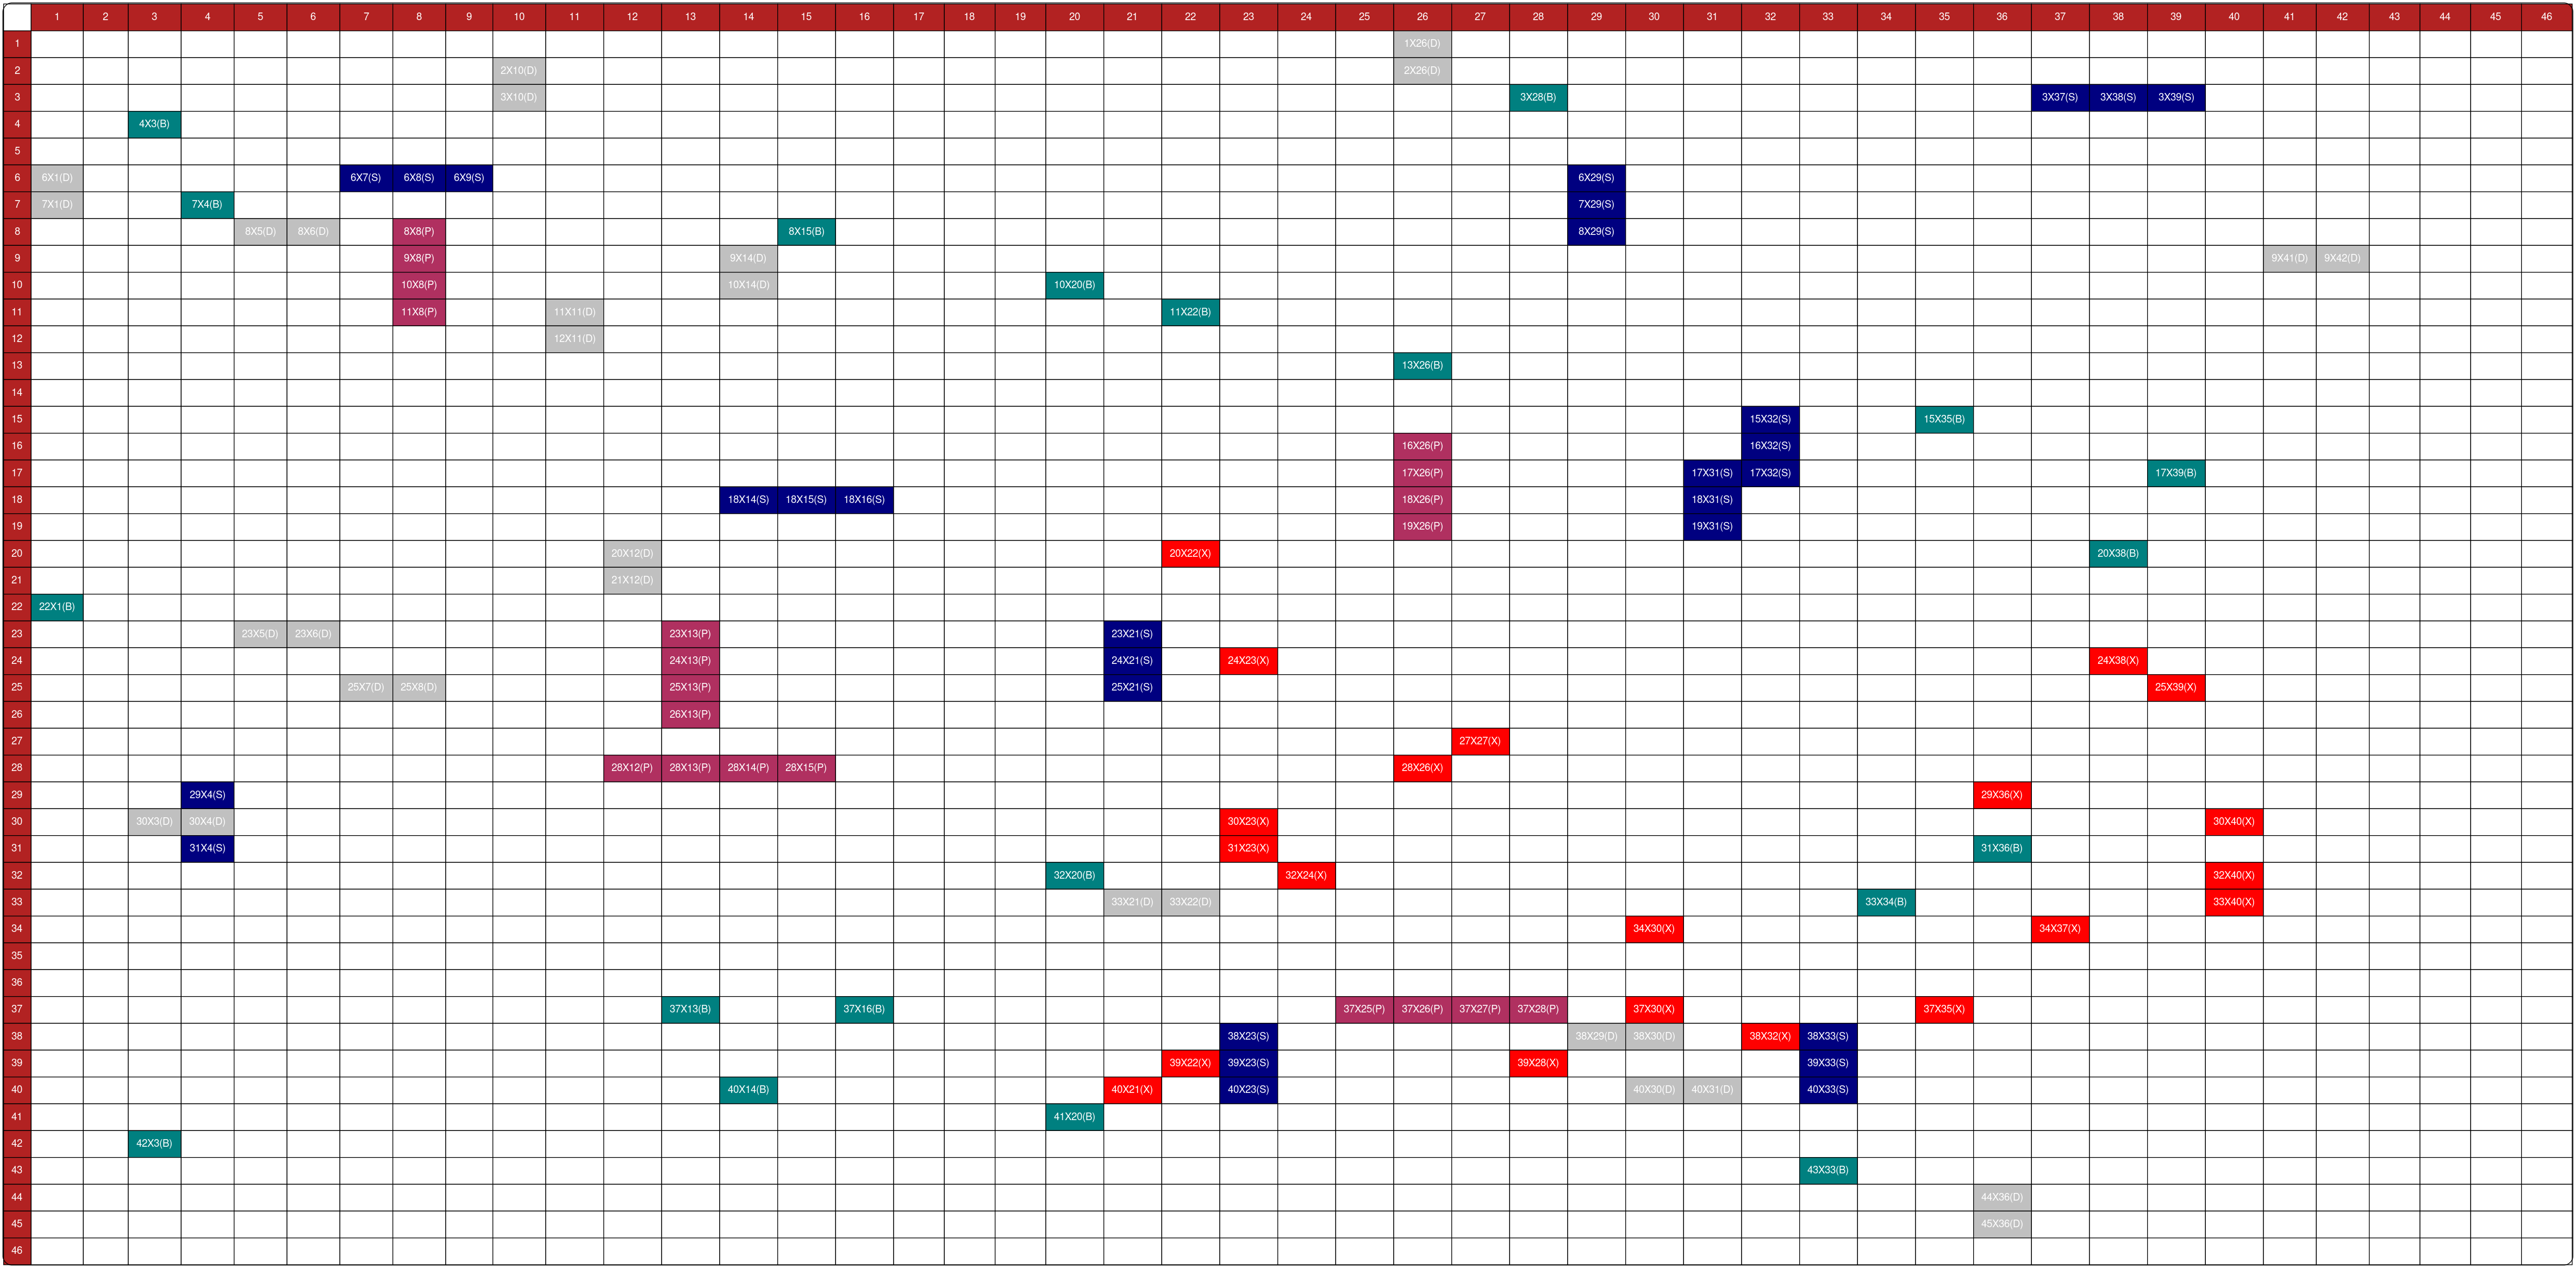 1 2 3 4 5 6 7 8 9 10 11 12 13 14 15 16 17 18 19 20 21 22 23 24 25 26 27 28 29 30 31 32 33 34 35 36 37 38 39 40 41 42 43 44 45 46
1 1X26(D)
2 2X10(D) 2X26(D)
3 3X10(D) 3X28(B) 3X37(S) 3X38(S) 3X39(S)
4 4X3(B)
5
6 6X1(D) 6X7(S) 6X8(S) 6X9(S) 6X29(S)
7 7X1(D) 7X4(B) 7X29(S)
8 8X5(D) 8X6(D) 8X8(P) 8X15(B) 8X29(S)
9 9X8(P) 9X14(D) 9X41(D) 9X42(D)
10 10X8(P) 10X14(D) 10X20(B)
11 11X8(P) 11X11(D) 11X22(B)
12 12X11(D)
13 13X26(B)
14
15 15X32(S) 15X35(B)
16 16X26(P) 16X32(S)
17 17X26(P) 17X31(S) 17X32(S) 17X39(B)
18 18X14(S) 18X15(S) 18X16(S) 18X26(P) 18X31(S)
19 19X26(P) 19X31(S)
20 20X12(D) 20X22(X) 20X38(B)
21 21X12(D)
22 22X1(B)
23 23X5(D) 23X6(D) 23X13(P) 23X21(S)
24 24X13(P) 24X21(S) 24X23(X) 24X38(X)
25 25X7(D) 25X8(D) 25X13(P) 25X21(S) 25X39(X)
26 26X13(P)
27 27X27(X)
28 28X12(P) 28X13(P) 28X14(P) 28X15(P) 28X26(X)
29 29X4(S) 29X36(X)
30 30X3(D) 30X4(D) 30X23(X) 30X40(X)
31 31X4(S) 31X23(X) 31X36(B)
32 32X20(B) 32X24(X) 32X40(X)
33 33X21(D) 33X22(D) 33X34(B) 33X40(X)
34 34X30(X) 34X37(X)
35
36
37 37X13(B) 37X16(B) 37X25(P) 37X26(P) 37X27(P) 37X28(P) 37X30(X) 37X35(X)
38 38X23(S) 38X29(D) 38X30(D) 38X32(X) 38X33(S)
39 39X22(X) 39X23(S) 39X28(X) 39X33(S)
40 40X14(B) 40X21(X) 40X23(S) 40X30(D) 40X31(D) 40X33(S)
41 41X20(B)
42 42X3(B)
43 43X33(B)
44 44X36(D)
45 45X36(D)
46